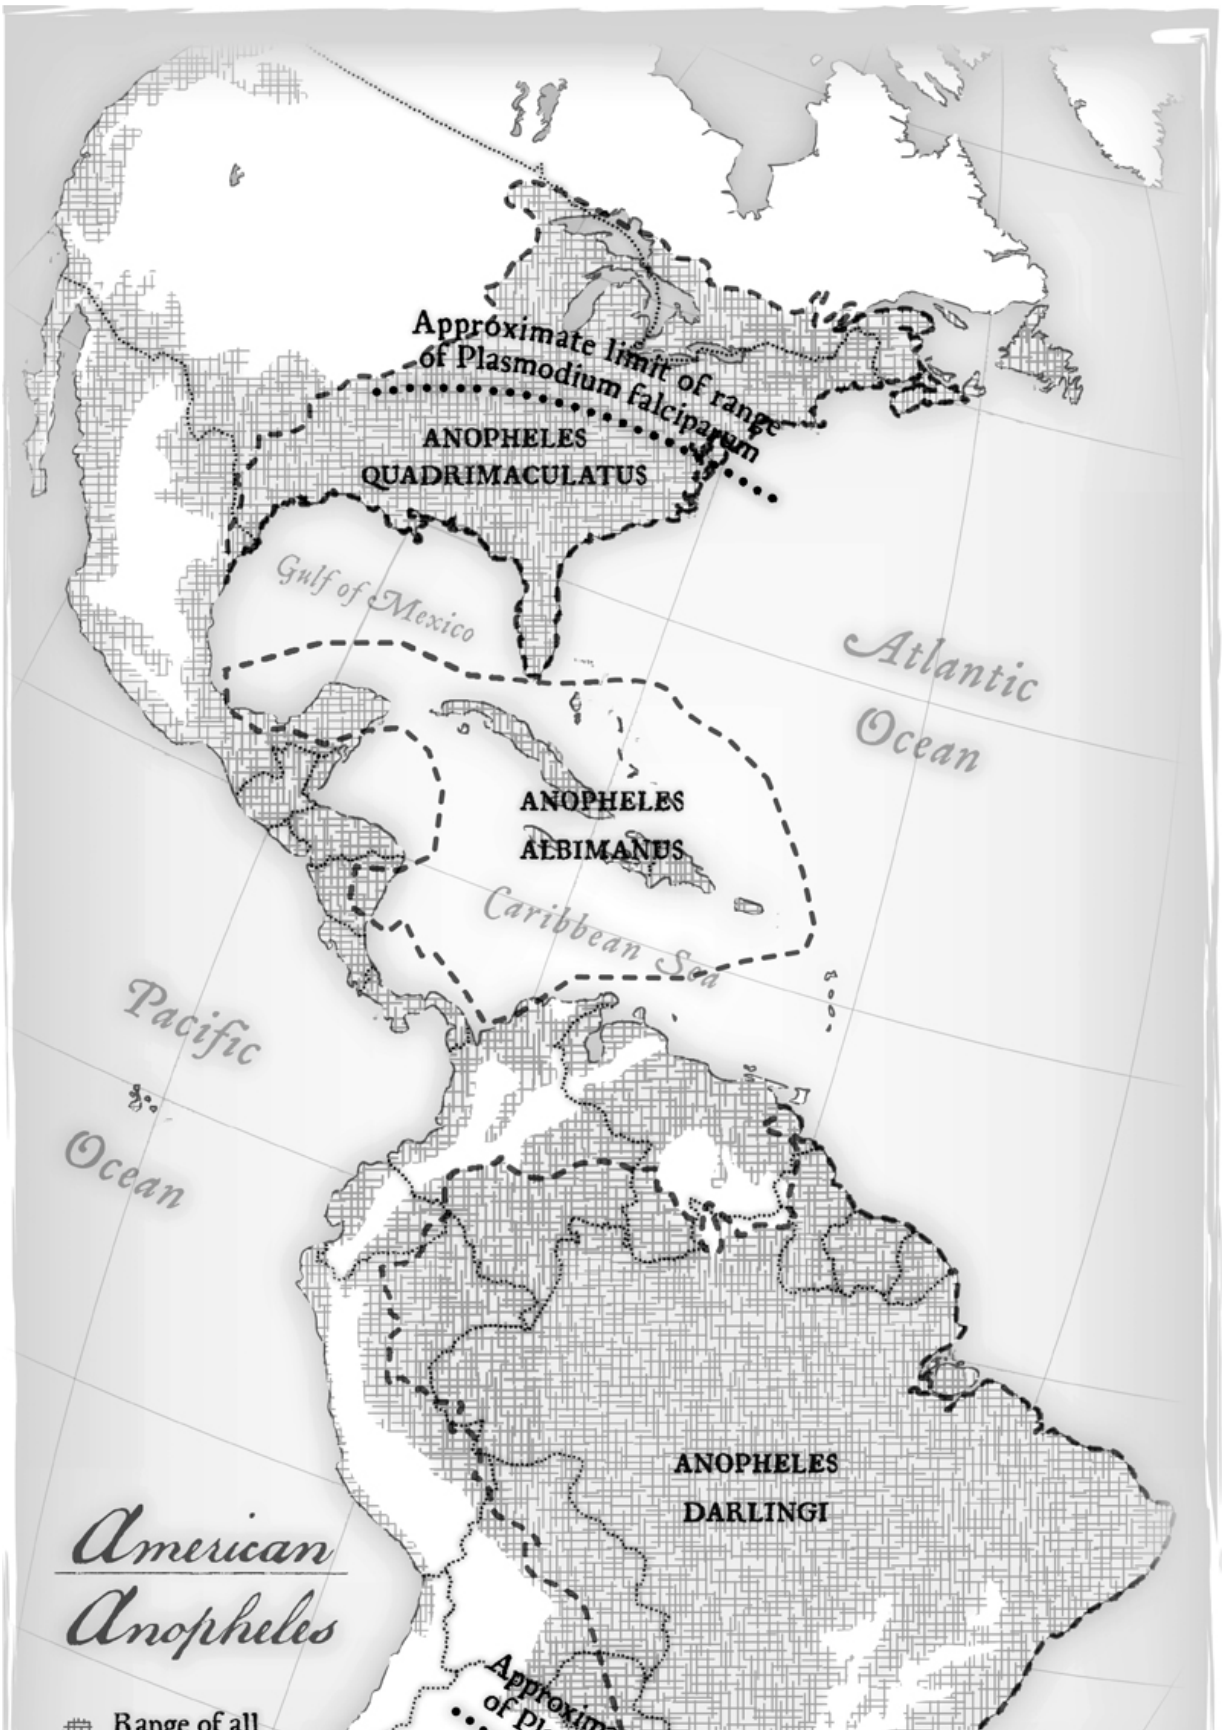 Approximate limit of range
of Plasmodium falciparum
ANOPHELES
QUADRIMACULATUS
Gulf of Mexico
Atlantic
Ocean
ANOPHELES
ALBIMANUS
Caribbean Sea
Pacific
Ocean
ANOPHELES
DARLINGI
American
Anopheles
Range of all